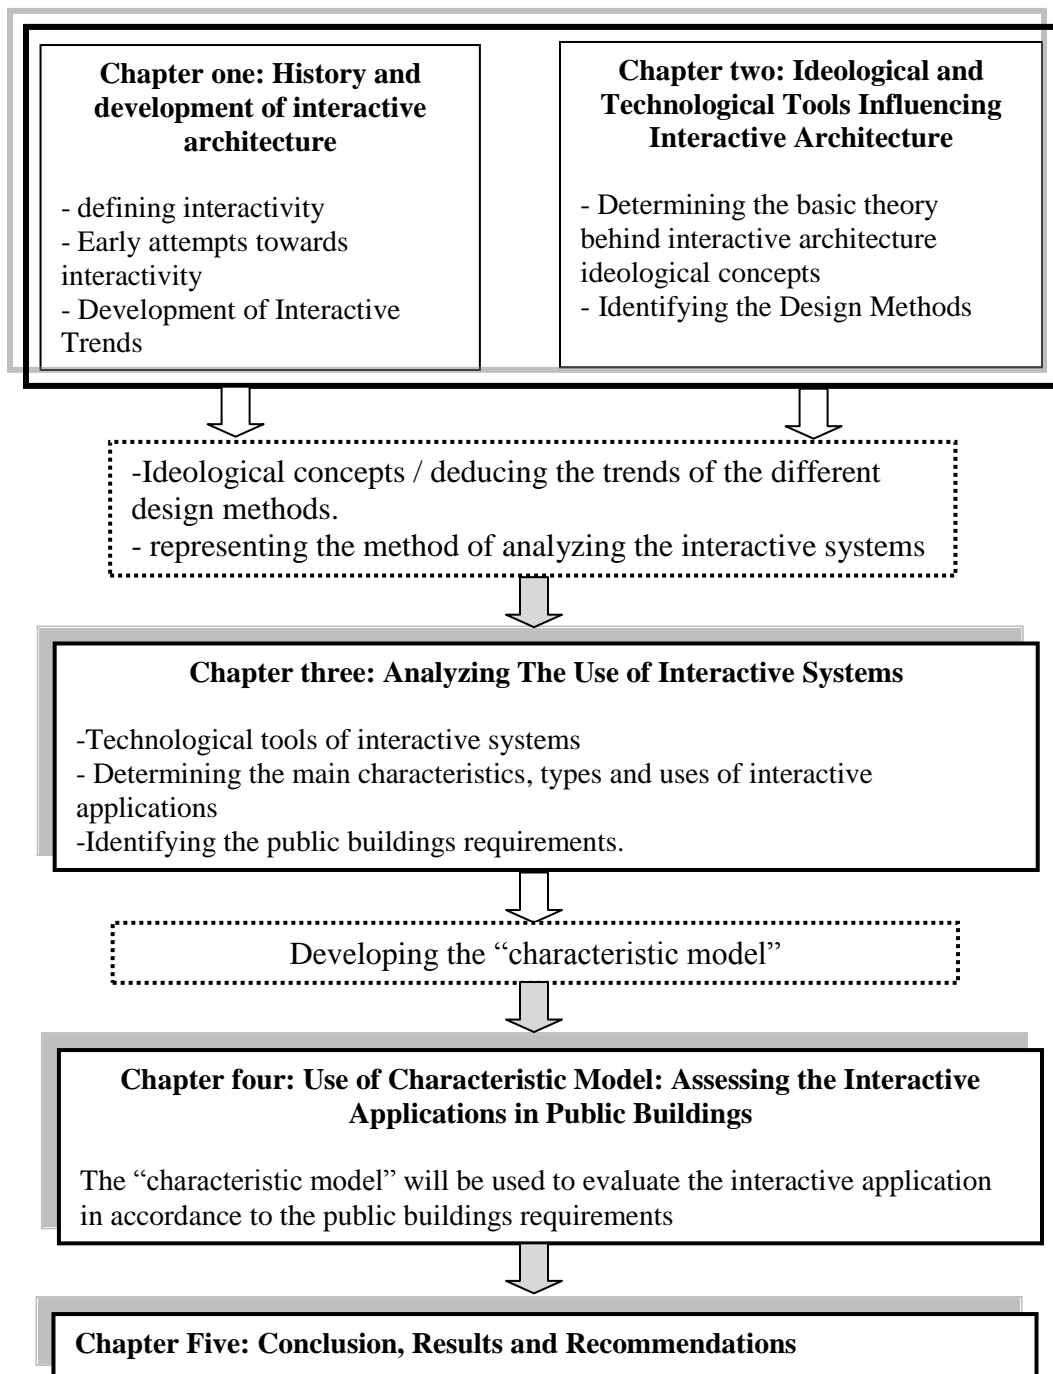 Chapter one: History and
development of interactive
architecture
- defining interactivity
- Early attempts towards
interactivity
- Development of Interactive
Trends
Chapter two: Ideological and
Technological Tools Influencing
Interactive Architecture
- Determining the basic theory
behind interactive architecture
ideological concepts
- Identifying the Design Methods
-Ideological concepts / deducing the trends of the different
design methods.
- representing the method of analyzing the interactive systems
Chapter three: Analyzing The Use of Interactive Systems
-Technological tools of interactive systems
- Determining the main characteristics, types and uses of interactive
applications
-Identifying the public buildings requirements.
Developing the “characteristic model”
Chapter four: Use of Characteristic Model: Assessing the Interactive
Applications in Public Buildings
The “characteristic model” will be used to evaluate the interactive application
in accordance to the public buildings requirements
Chapter Five: Conclusion, Results and Recommendations